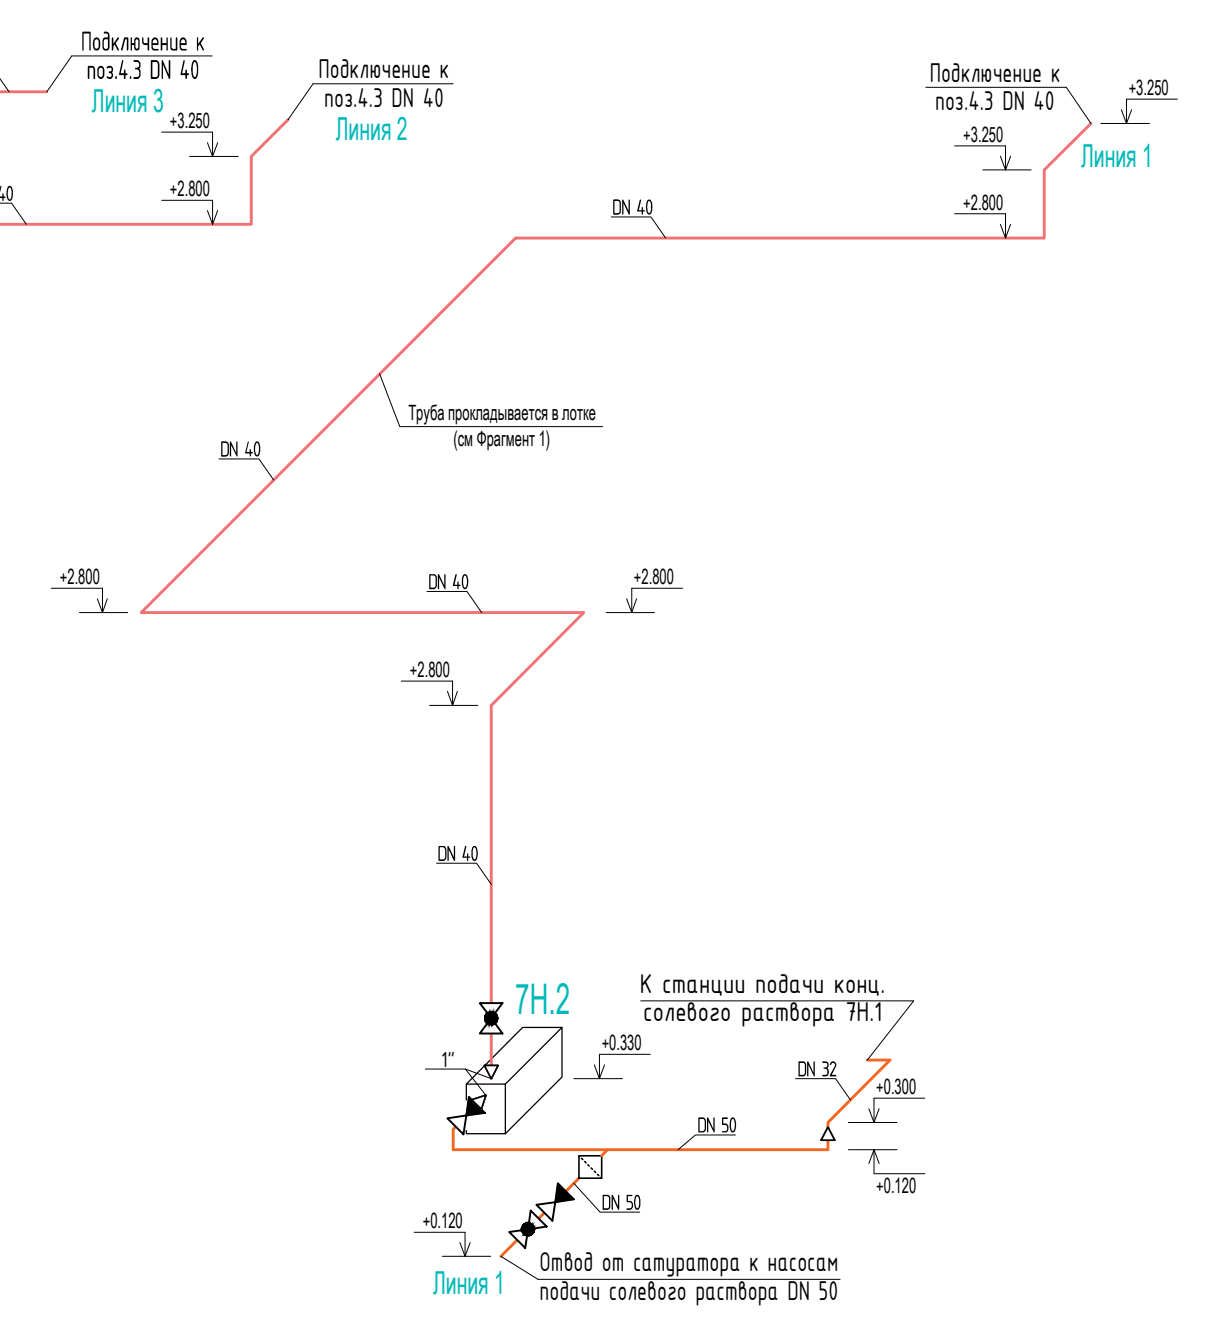 Подключение к
поз.4.3 DN 40
Линия 3
Подключение к
поз.4.3 DN 40
Линия 2
+3.250
+2.800
40
Подключение к
поз.4.3 DN 40
+3.250
+3.250
Линия 1
+2.800
DN 40
Труба прокладывается в лотке
(см Фрагмент 1)
DN 40
+2.800
DN 40
+2.800
+2.800
DN 40
7Н.2
К станции подачи конц.
солевого раствора 7Н.1
1"
+0.330
DN 32
+0.300
DN 50
+0.120
DN 50
+0.120
Линия 1
Отвод от сатуратора к насосам
подачи солевого раствора DN 50